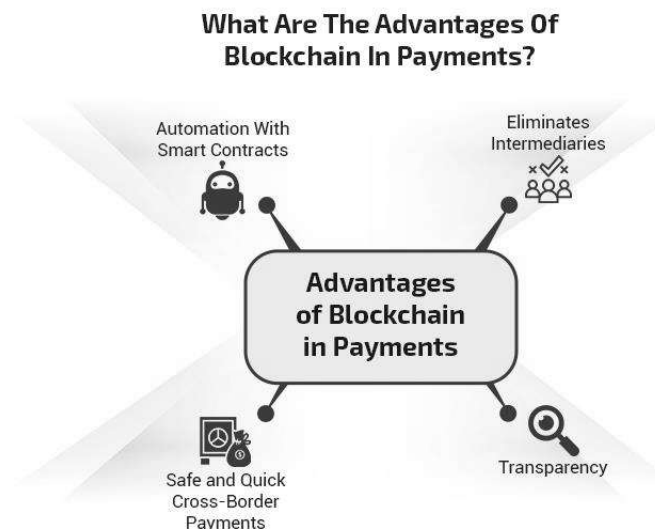 What Are The Advantages Of
Blockchain In Payments?
Automation With
Smart Contracts
Eliminates
Intermediaries
Advantages
of Blockchain
in Payments
Safe and Quick
Cross-Border
Payments
Transparency